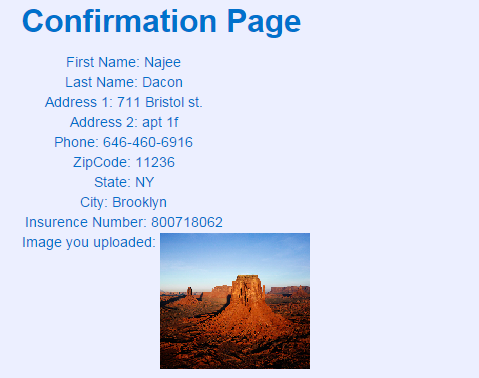 Confirmation Page
First Name: Najee
Last Name: Dacon
Address 1: 711 Bristol st.
Address 2: apt 1f
Phone: 646-460-6916
ZipCode: 11236
State: NY
City: Brooklyn
Insurence Number: 800718062
Image you uploaded: